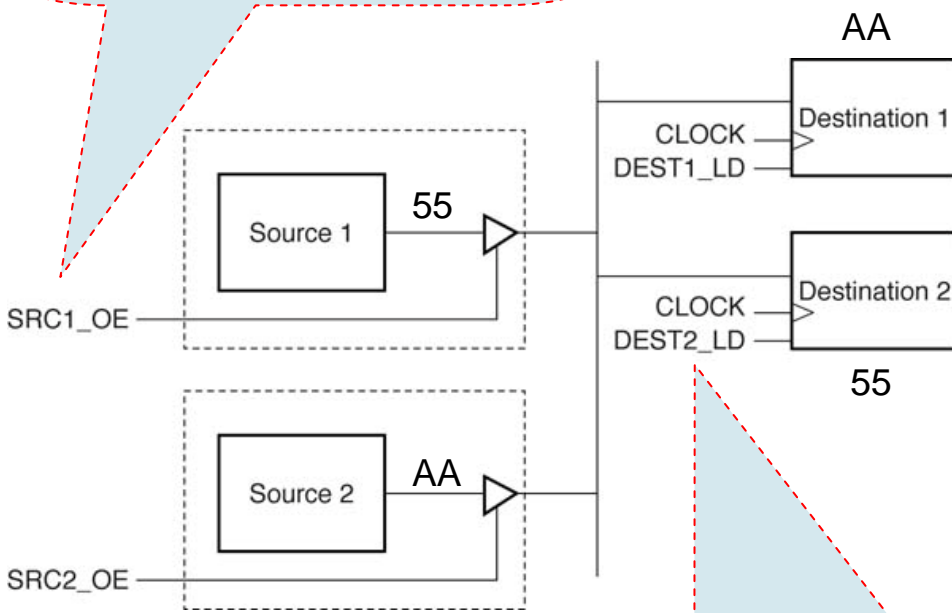 AA
Destination 1
CLOCK
DEST1_LD
55
Source 1
SRC1_OE
Destination 2
CLOCK
DEST2_LD
55
AA
Source 2
SRC2_OE